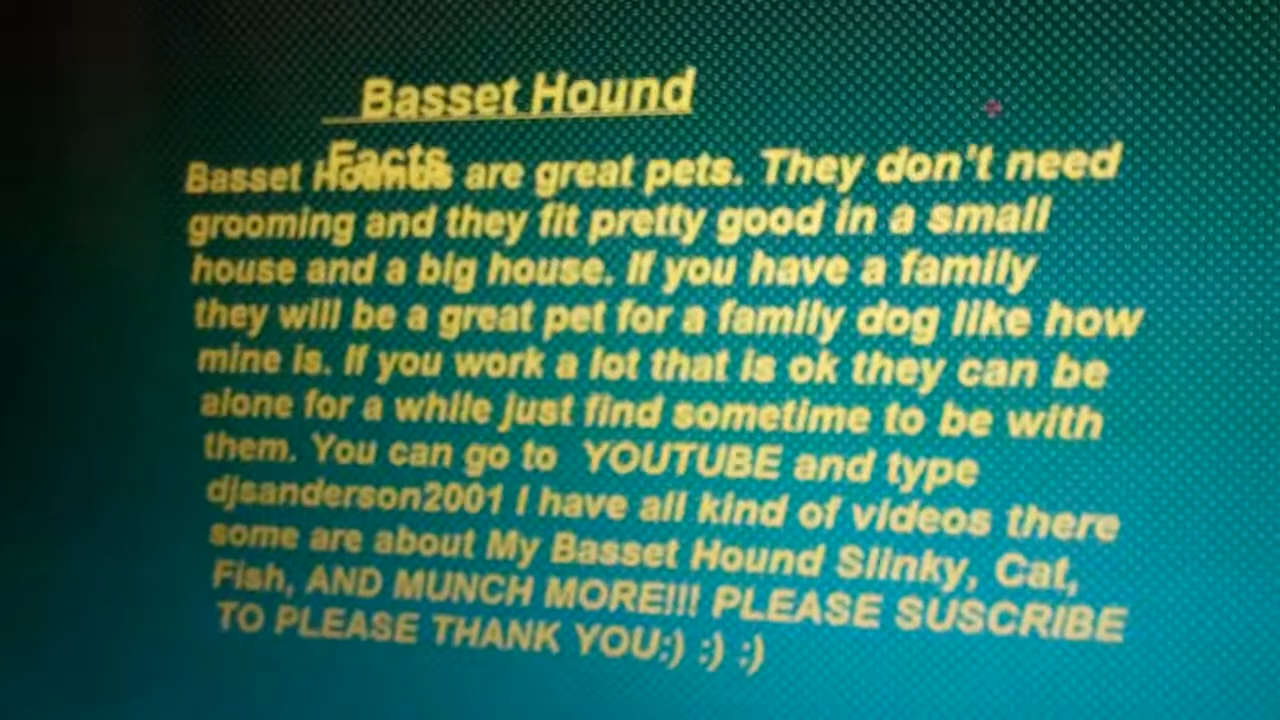 Basset Hound
Facts
Basset Hounds are great pets. They don't need
grooming and they fit pretty good in a small
house and a big house. If you have a family
they will be a great pet for a family dog like how
mine is. If you work a lot that is ok they can be
alone for a while just find sometime to be with
them. You can go to YOUTUBE and type
djsanderson2001 I have all kind of videos there
some are about My Basset Hound Slinky, Cat,
Fish, AND MUNCH MORE!!! PLEASE SUSCRIBE
TO PLEASE THANK YOU:) :) :)